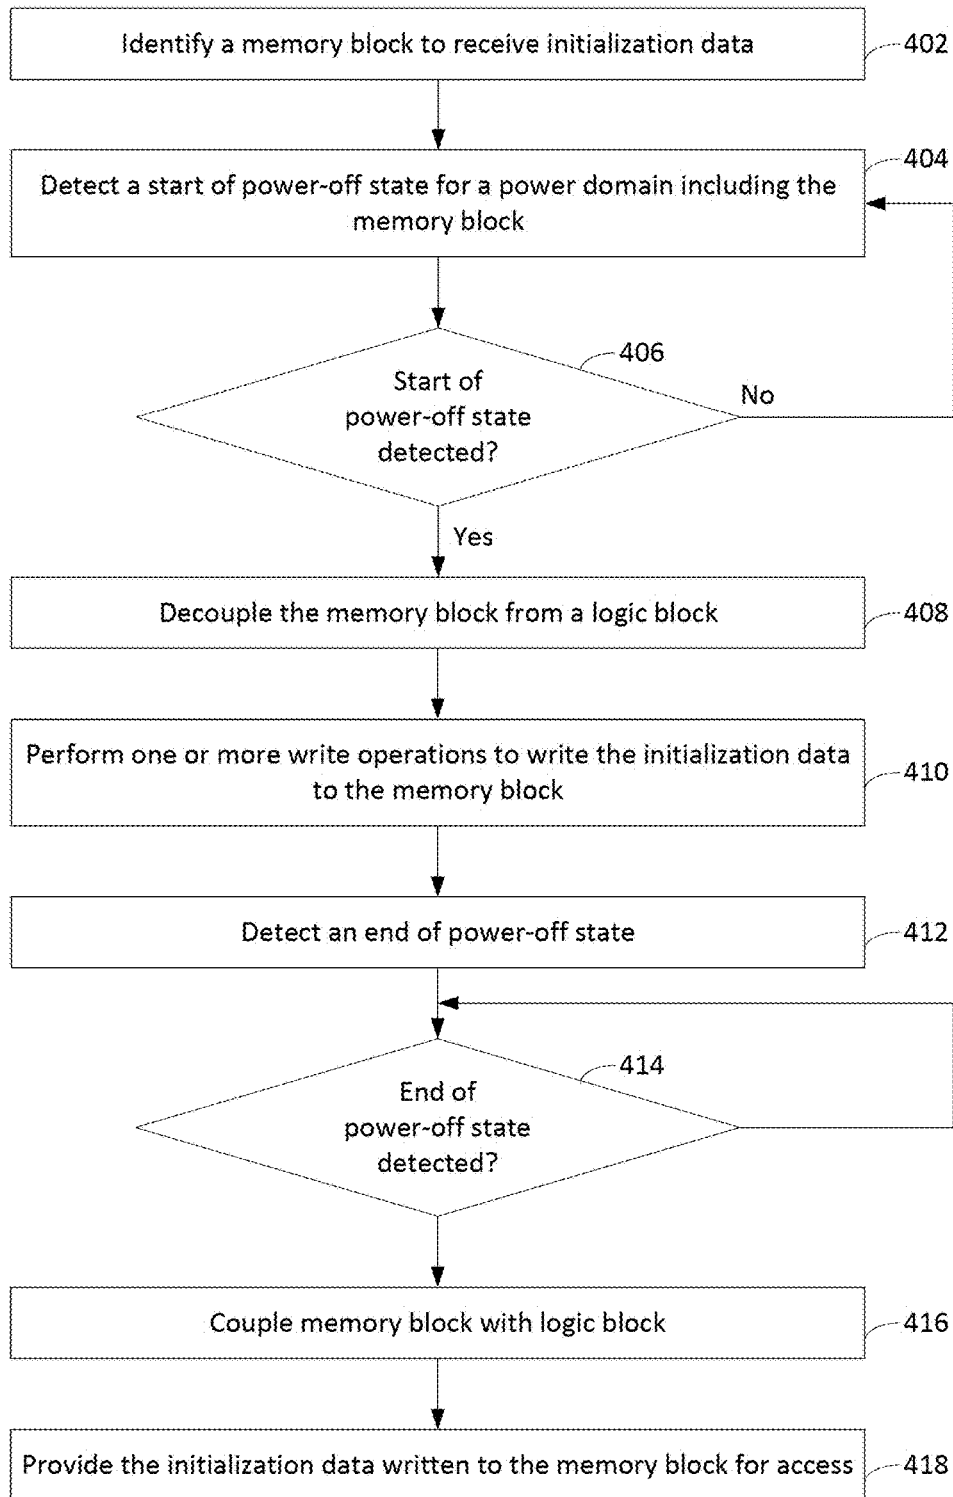 Identify a memory block to receive initialization data
402
404
Detect a start of power-off state for a power domain including the
memory block
406
Start of
power-off state
detected?
No
Yes
Decouple the memory block from a logic block
408
Perform one or more write operations to write the initialization data
to the memory block
410
Detect an end of power-off state
412
414
End of
power-off state
detected?
Couple memory block with logic block
416
Provide the initialization data written to the memory block for access
418